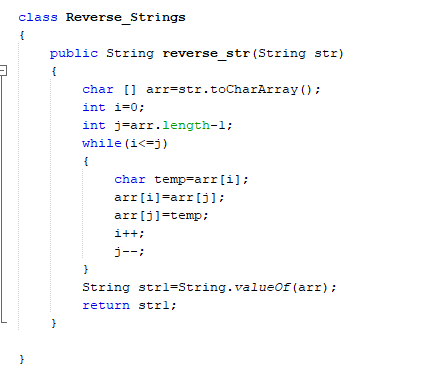 class Reverse_Strings
{
public String reverse_str(String str)
{
char [] arr=str.toCharArray();
int i=0;
int j=arr.length-1;
while(i<=j)
{
char temp=arr[i];
arr[i]=arr[j];
arr[j]=temp;
i++;
j--;
}
String str1=String.valueOf(arr);
return str1;
}
}